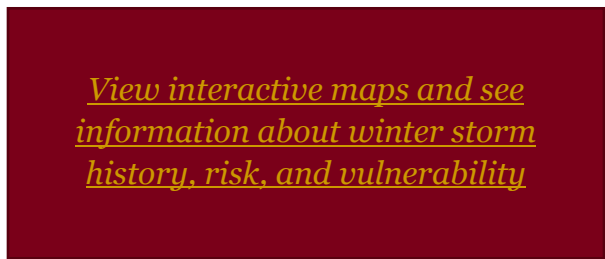 View interactive maps and see
information about winter storm
history, risk, and vulnerability